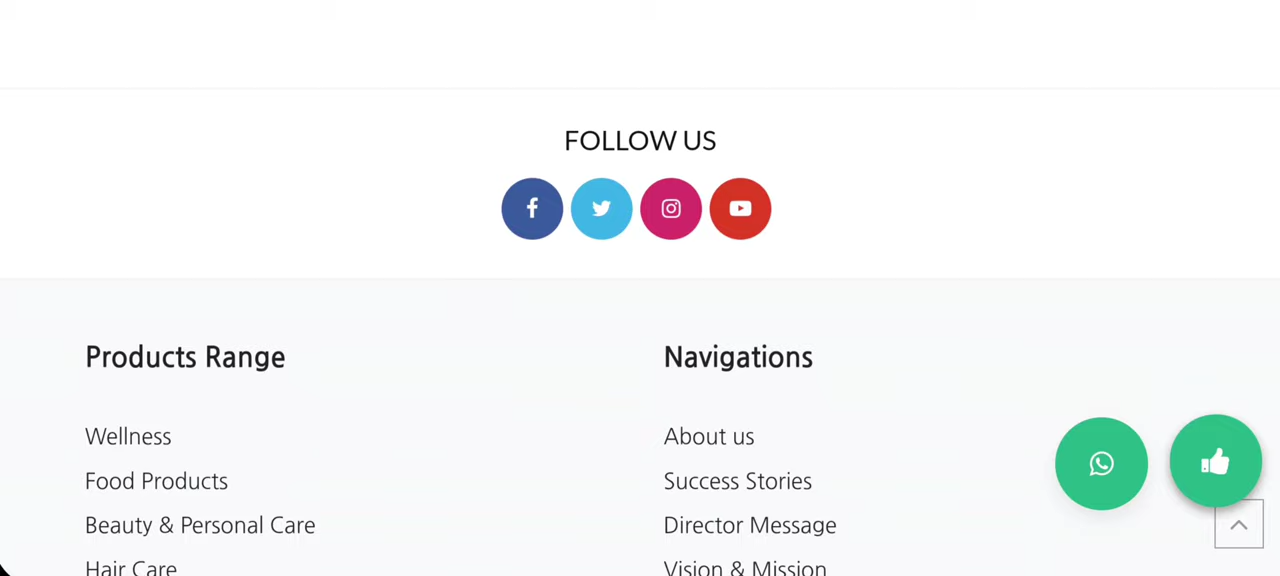 FOLLOW US
Products Range
Wellness
Food Products
Beauty & Personal Care
Hair Care
Navigations
About us
Success Stories
Director Message
Vision & Mission